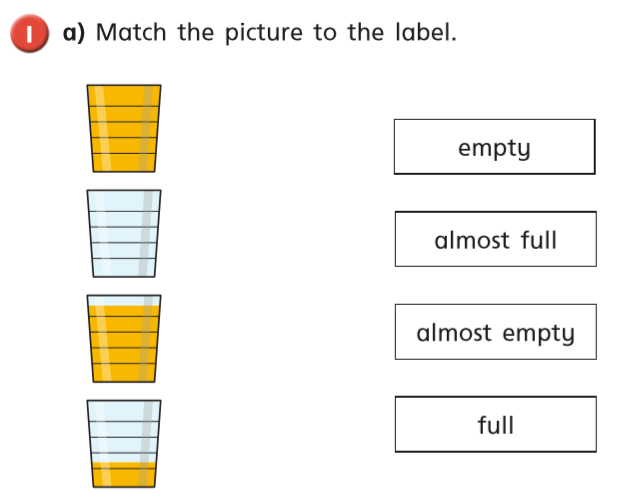 1 a) Match the picture to the label.
empty
almost full
almost empty
full